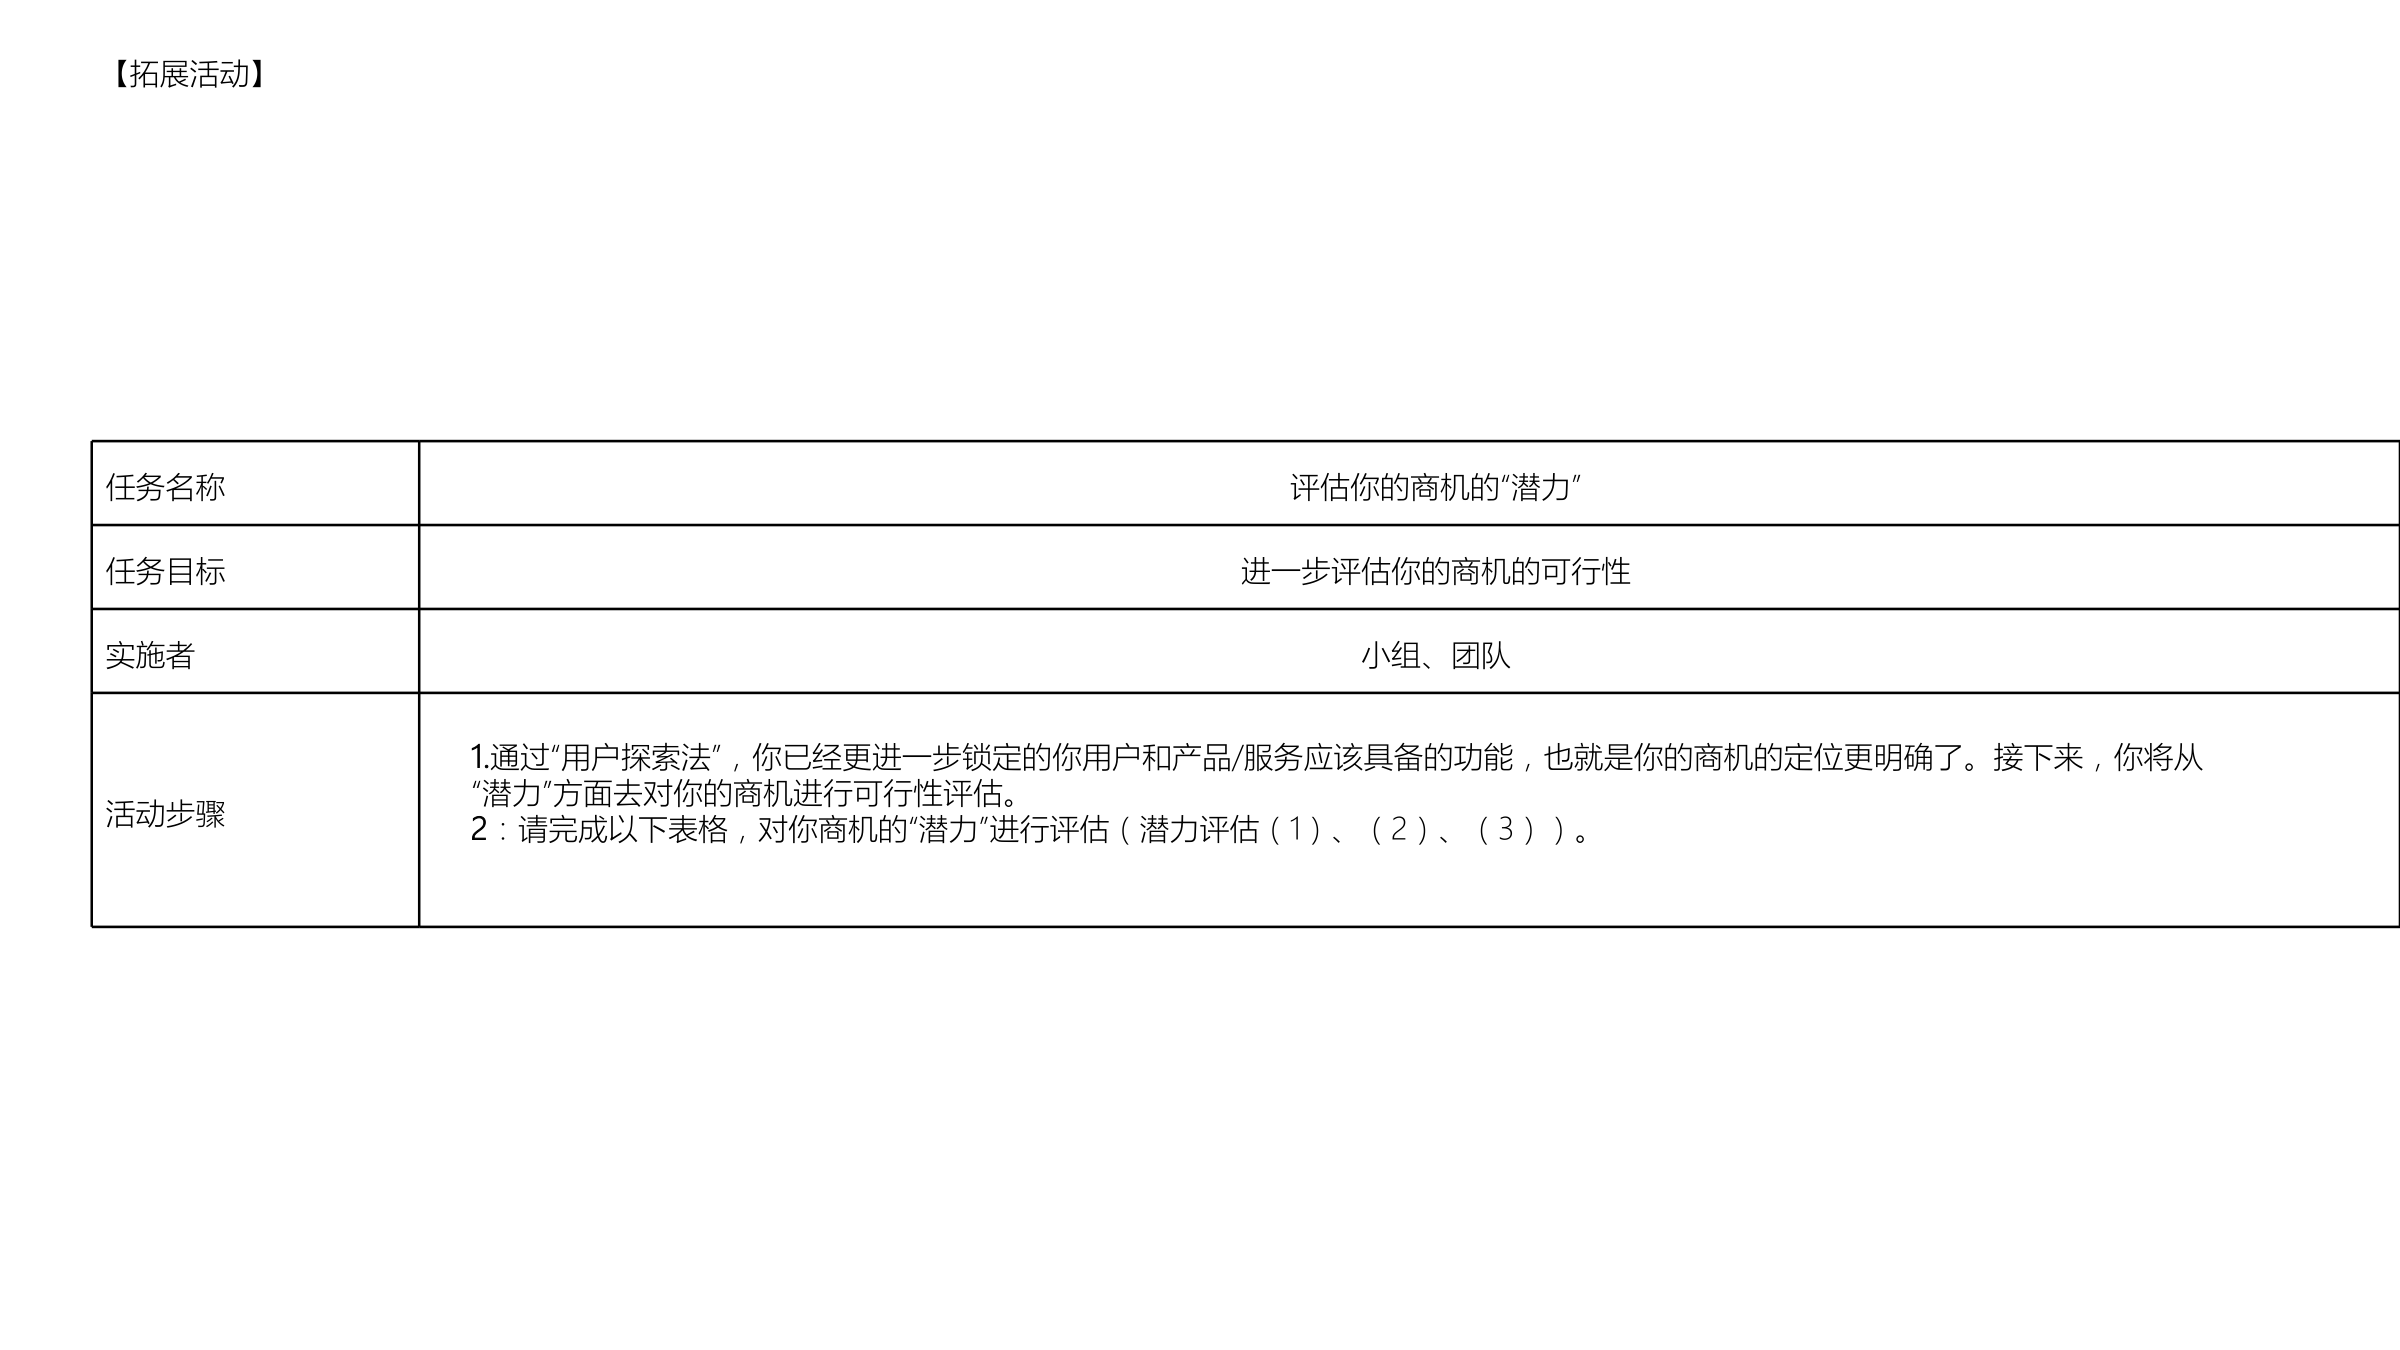 【拓展活动】
任务名称
评估你的商机的“潜力”
任务目标
进一步评估你的商机的可行性
实施者
小组、团队
活动步骤
1.通过“用户探索法”，你已经更进一步锁定的你用户和产品/服务应该具备的功能，也就是你的商机的定位更明确了。接下来，你将从
“潜力”方面去对你的商机进行可行性评估。
2：请完成以下表格，对你商机的“潜力”进行评估（潜力评估（1）、（2）、（3））。